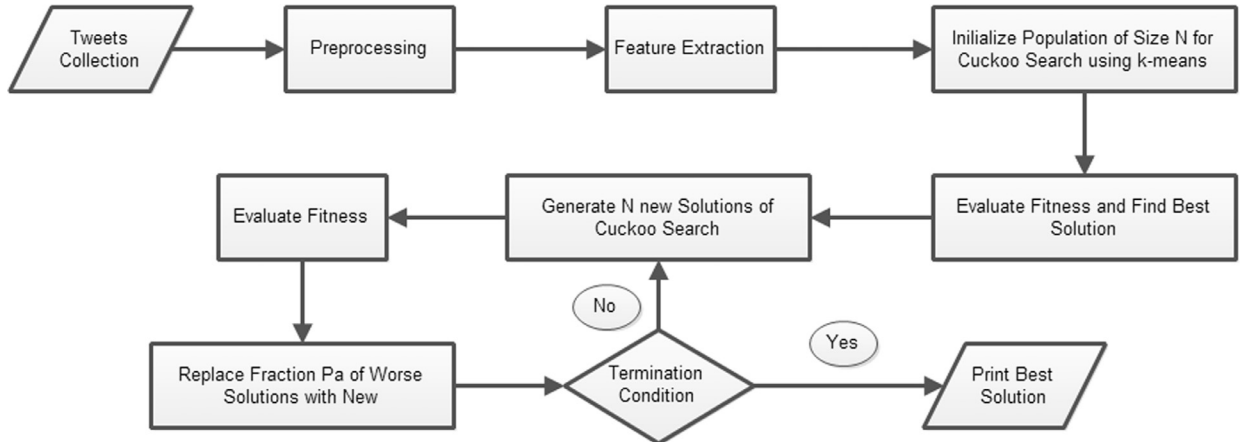 Tweets
Collection
Preprocessing
Feature Extraction
Inilialize Population of Size N for
Cuckoo Search using k-means
Evaluate Fitness and Find Best
Solution
Generate N new Solutions of
Cuckoo Search
Evaluate Fitness
Replace Fraction Pa of Worse
Solutions with New
Termination
Condition
No
Yes
Print Best
Solution